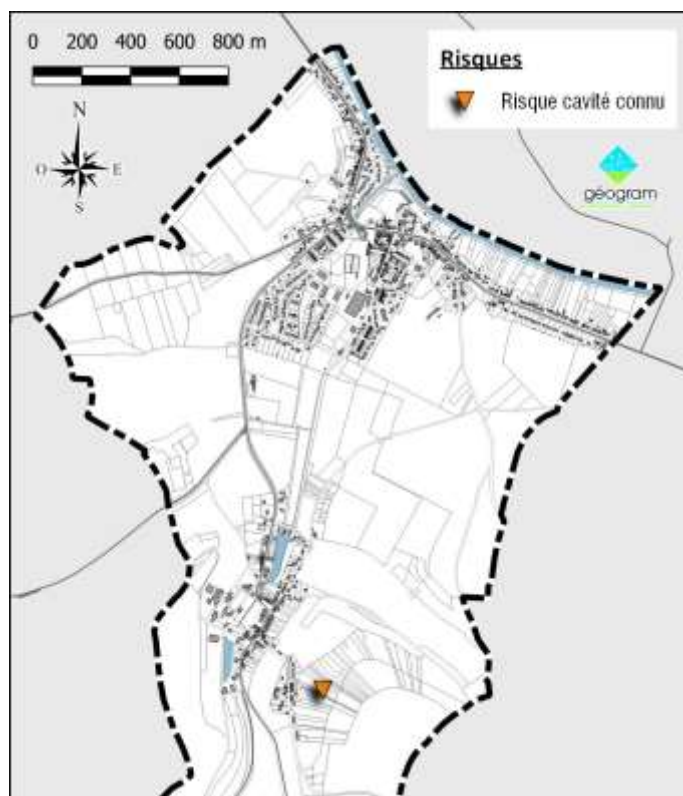 0 200 400 600 800 m
Risques
Risque cavité connu
N
O E
S
géogram